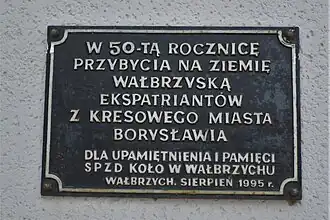 W 50-TĄ ROCZNICĘ
PRZYBYCIA NA ZIEMIĘ
WAŁBRZYSKĄ
EKSPATRIANTÓW
Z KRESOWEGO MIASTA
BORYSŁAWIA
DLA UPAMIĘTNIENIA I PAMIĘCI
SPZD KOŁO W WAŁBRZYCHU
WAŁBRZYCH. SIERPIEŃ 1995 r.